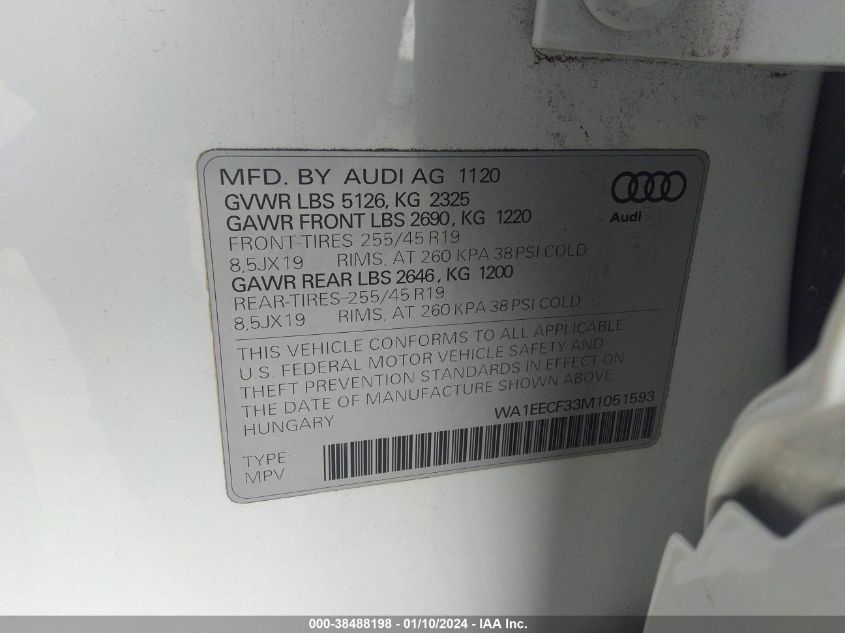 MFD. BY AUDI AG 1120
GVWR LBS 5126, KG 2325
GAWR FRONT LBS 2690, KG 1220
FRONT-TIRES 255/45 R19
8,5JX19 RIMS, AT 260 KPA 38 PSI COLD
GAWR REAR LBS 2646, KG 1200
REAR-TIRES-255/45 R19
8,5JX19 RIMS, AT 260 KPA 38 PSI COLD
Audi
THIS VEHICLE CONFORMS TO ALL APPLICABLE
U.S. FEDERAL MOTOR VEHICLE SAFETY AND
THEFT PREVENTION STANDARDS IN EFFECT ON
THE DATE OF MANUFACTURE SHOWN ABOVE.
HUNGARY
WA1EECF33M1051593
TYPE:
MPV
000-38488198 - 01/10/2024 - IAA Inc.